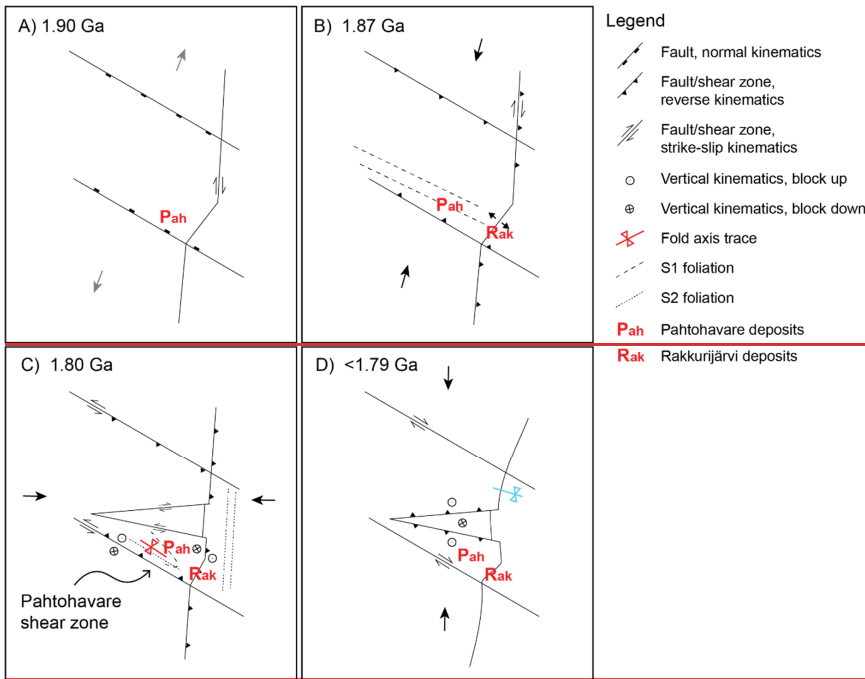 A) 1.90 Ga
Pah
B) 1.87 Ga
Pah
Rak
Legend
Fault, normal kinematics
Fault/shear zone,
reverse kinematics
Fault/shear zone,
strike-slip kinematics
Vertical kinematics, block up
Vertical kinematics, block down
Fold axis trace
S1 foliation
S2 foliation
Pah Pahtohavare deposits
Rak Rakkurijärvi deposits
C) 1.80 Ga
Pah
Rak
Pahtohavare
shear zone
D) <1.79 Ga
Pah
Rak